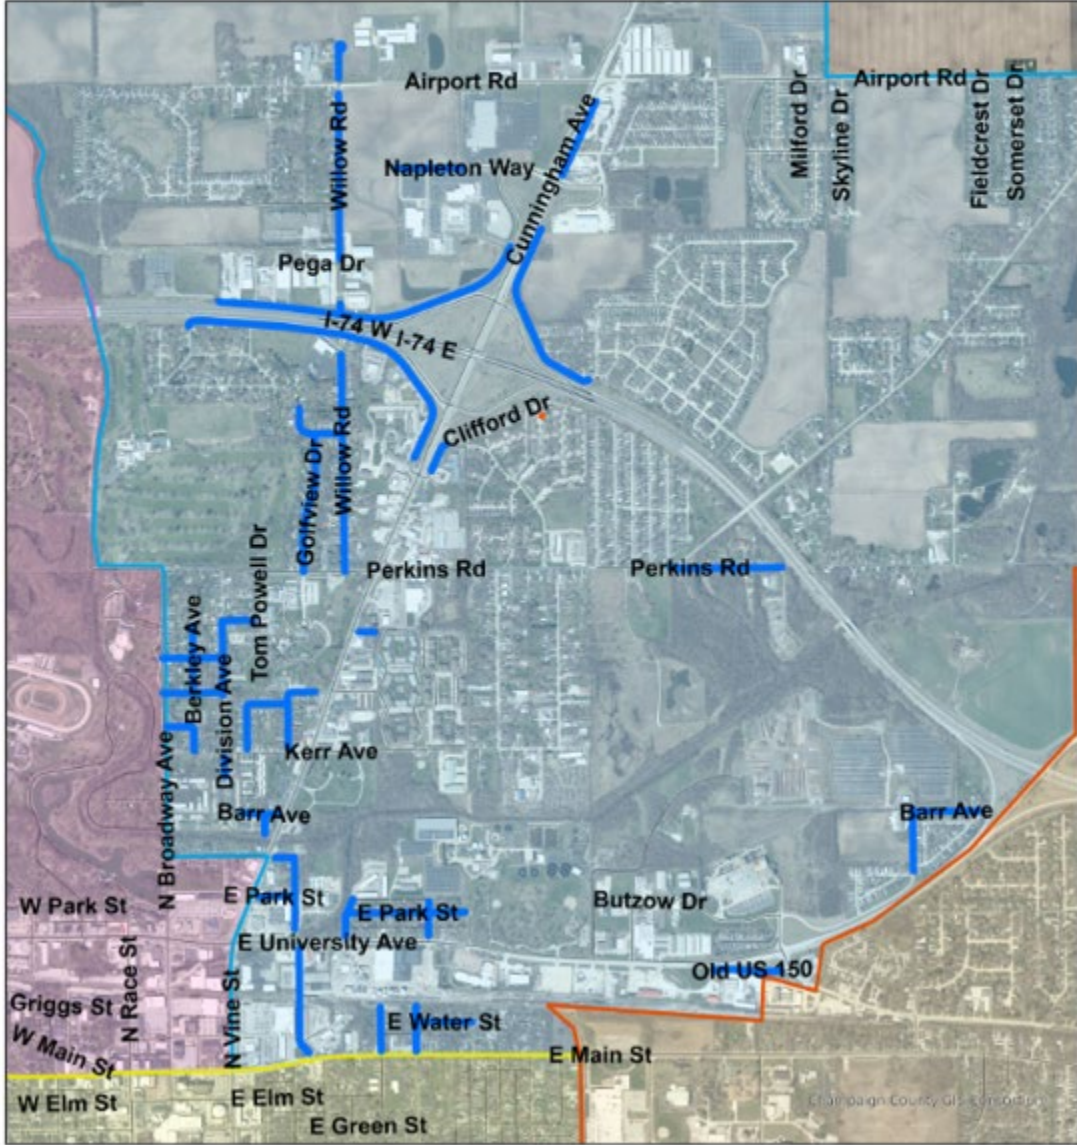 Airport Rd
Airport Rd
Milford Dr
Skyline Dr
Fieldcrest Dr
Somerset Dr
Willow Rd
Cunningham Ave
Napleton Way
Pega Dr
I-74 W
I-74 E
Clifford Dr
Golfview Dr
Willow Rd
Tom Powell Dr
Perkins Rd
Perkins Rd
Berkley Ave
Division Ave
N Broadway Ave
Kerr Ave
Barr Ave
Barr Ave
W Park St
E Park St
E Park St
Butzow Dr
E University Ave
N Race St
N Vine St
Old US 150
Griggs St
E Water St
W Main St
E Main St
W Elm St
E Elm St
E Green St
Champaign County GIS Consortium